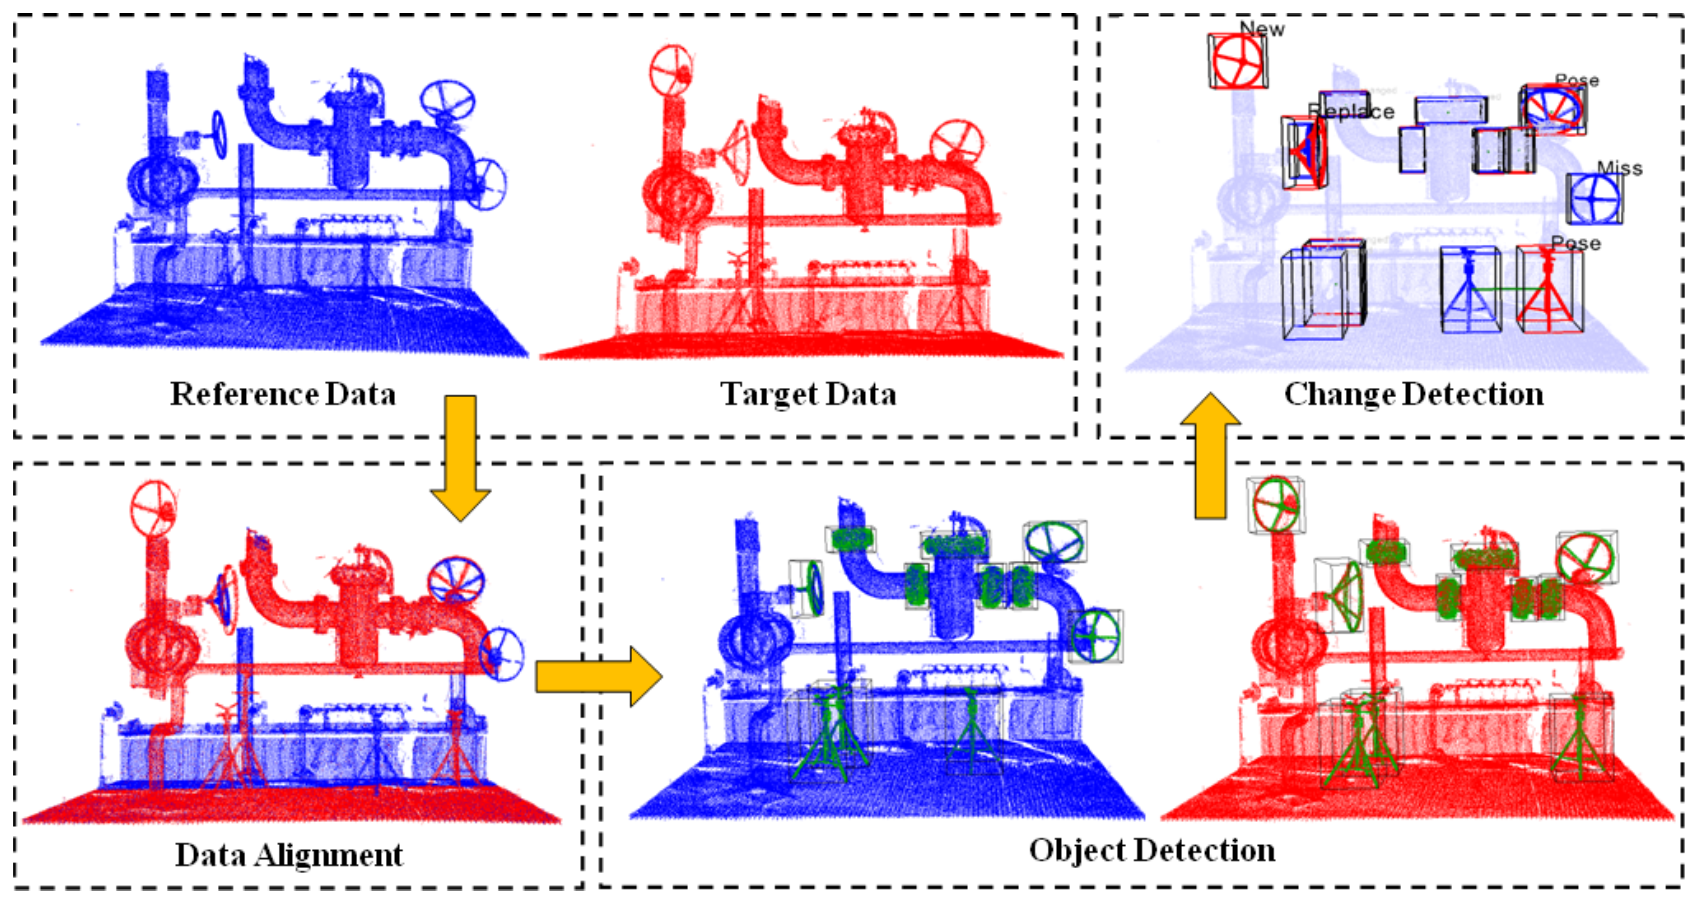 New
Pose
Replace
Miss
Pose
Reference Data
Target Data
Change Detection
Data Alignment
Object Detection